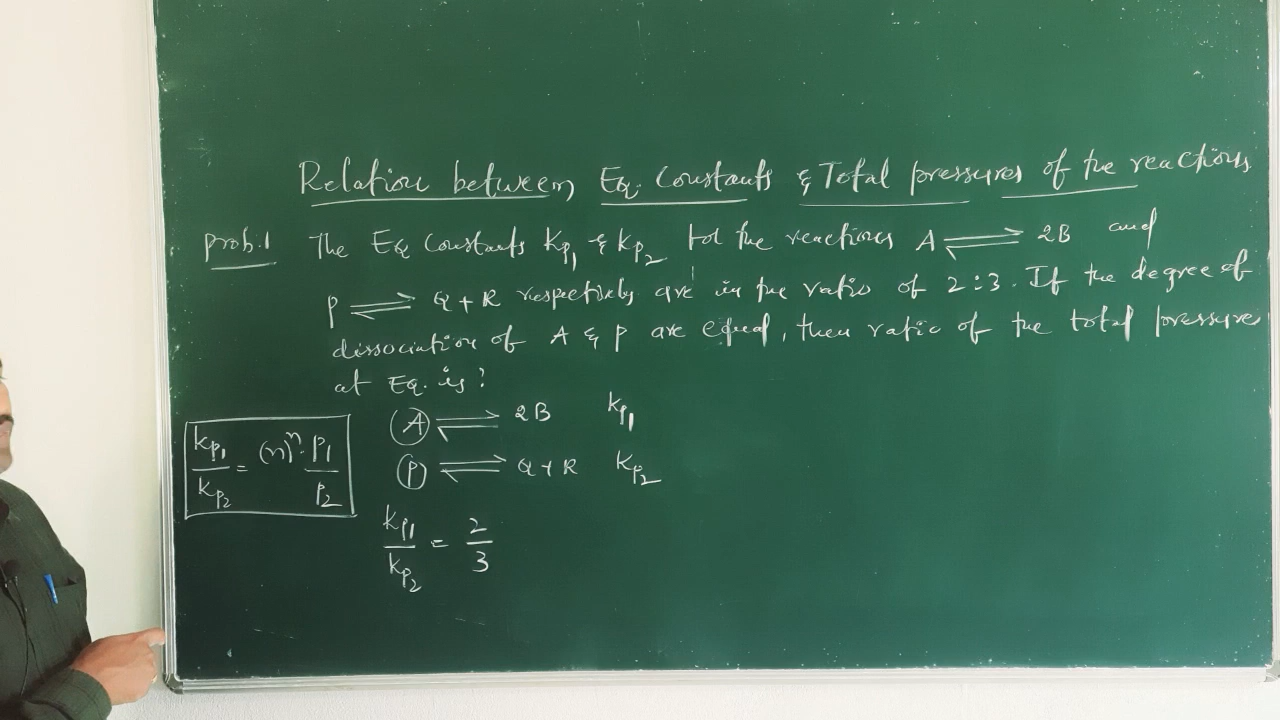 Relation between Eq. Constants & Total pressures of the reactions
prob:1 The Eq Constants Kp1 & Kp2 for the reactions A ⇌ 2B and
P ⇌ Q + R respectively are in the ratio of 2:3. If the degree of
dissociation of A & P are equal, then ratio of the total pressure
at Eq. is?
A ⇌ 2B Kp1
P ⇌ Q + R Kp2
Kp1/Kp2 = (n)^n · P1/P2
Kp1/Kp2 = 2/3